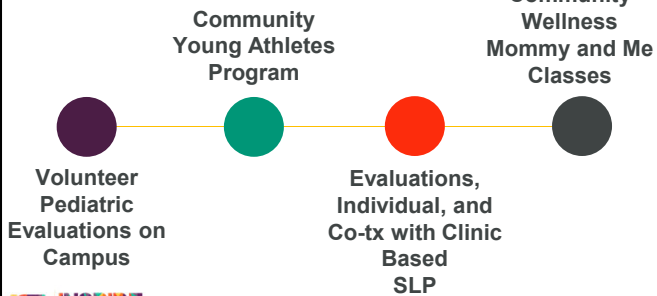 Community
Young Athletes
Program
Wellness
Mommy and Me
Classes
Volunteer
Pediatric
Evaluations on
Campus
Evaluations,
Individual, and
Co-tx with Clinic
Based
SLP